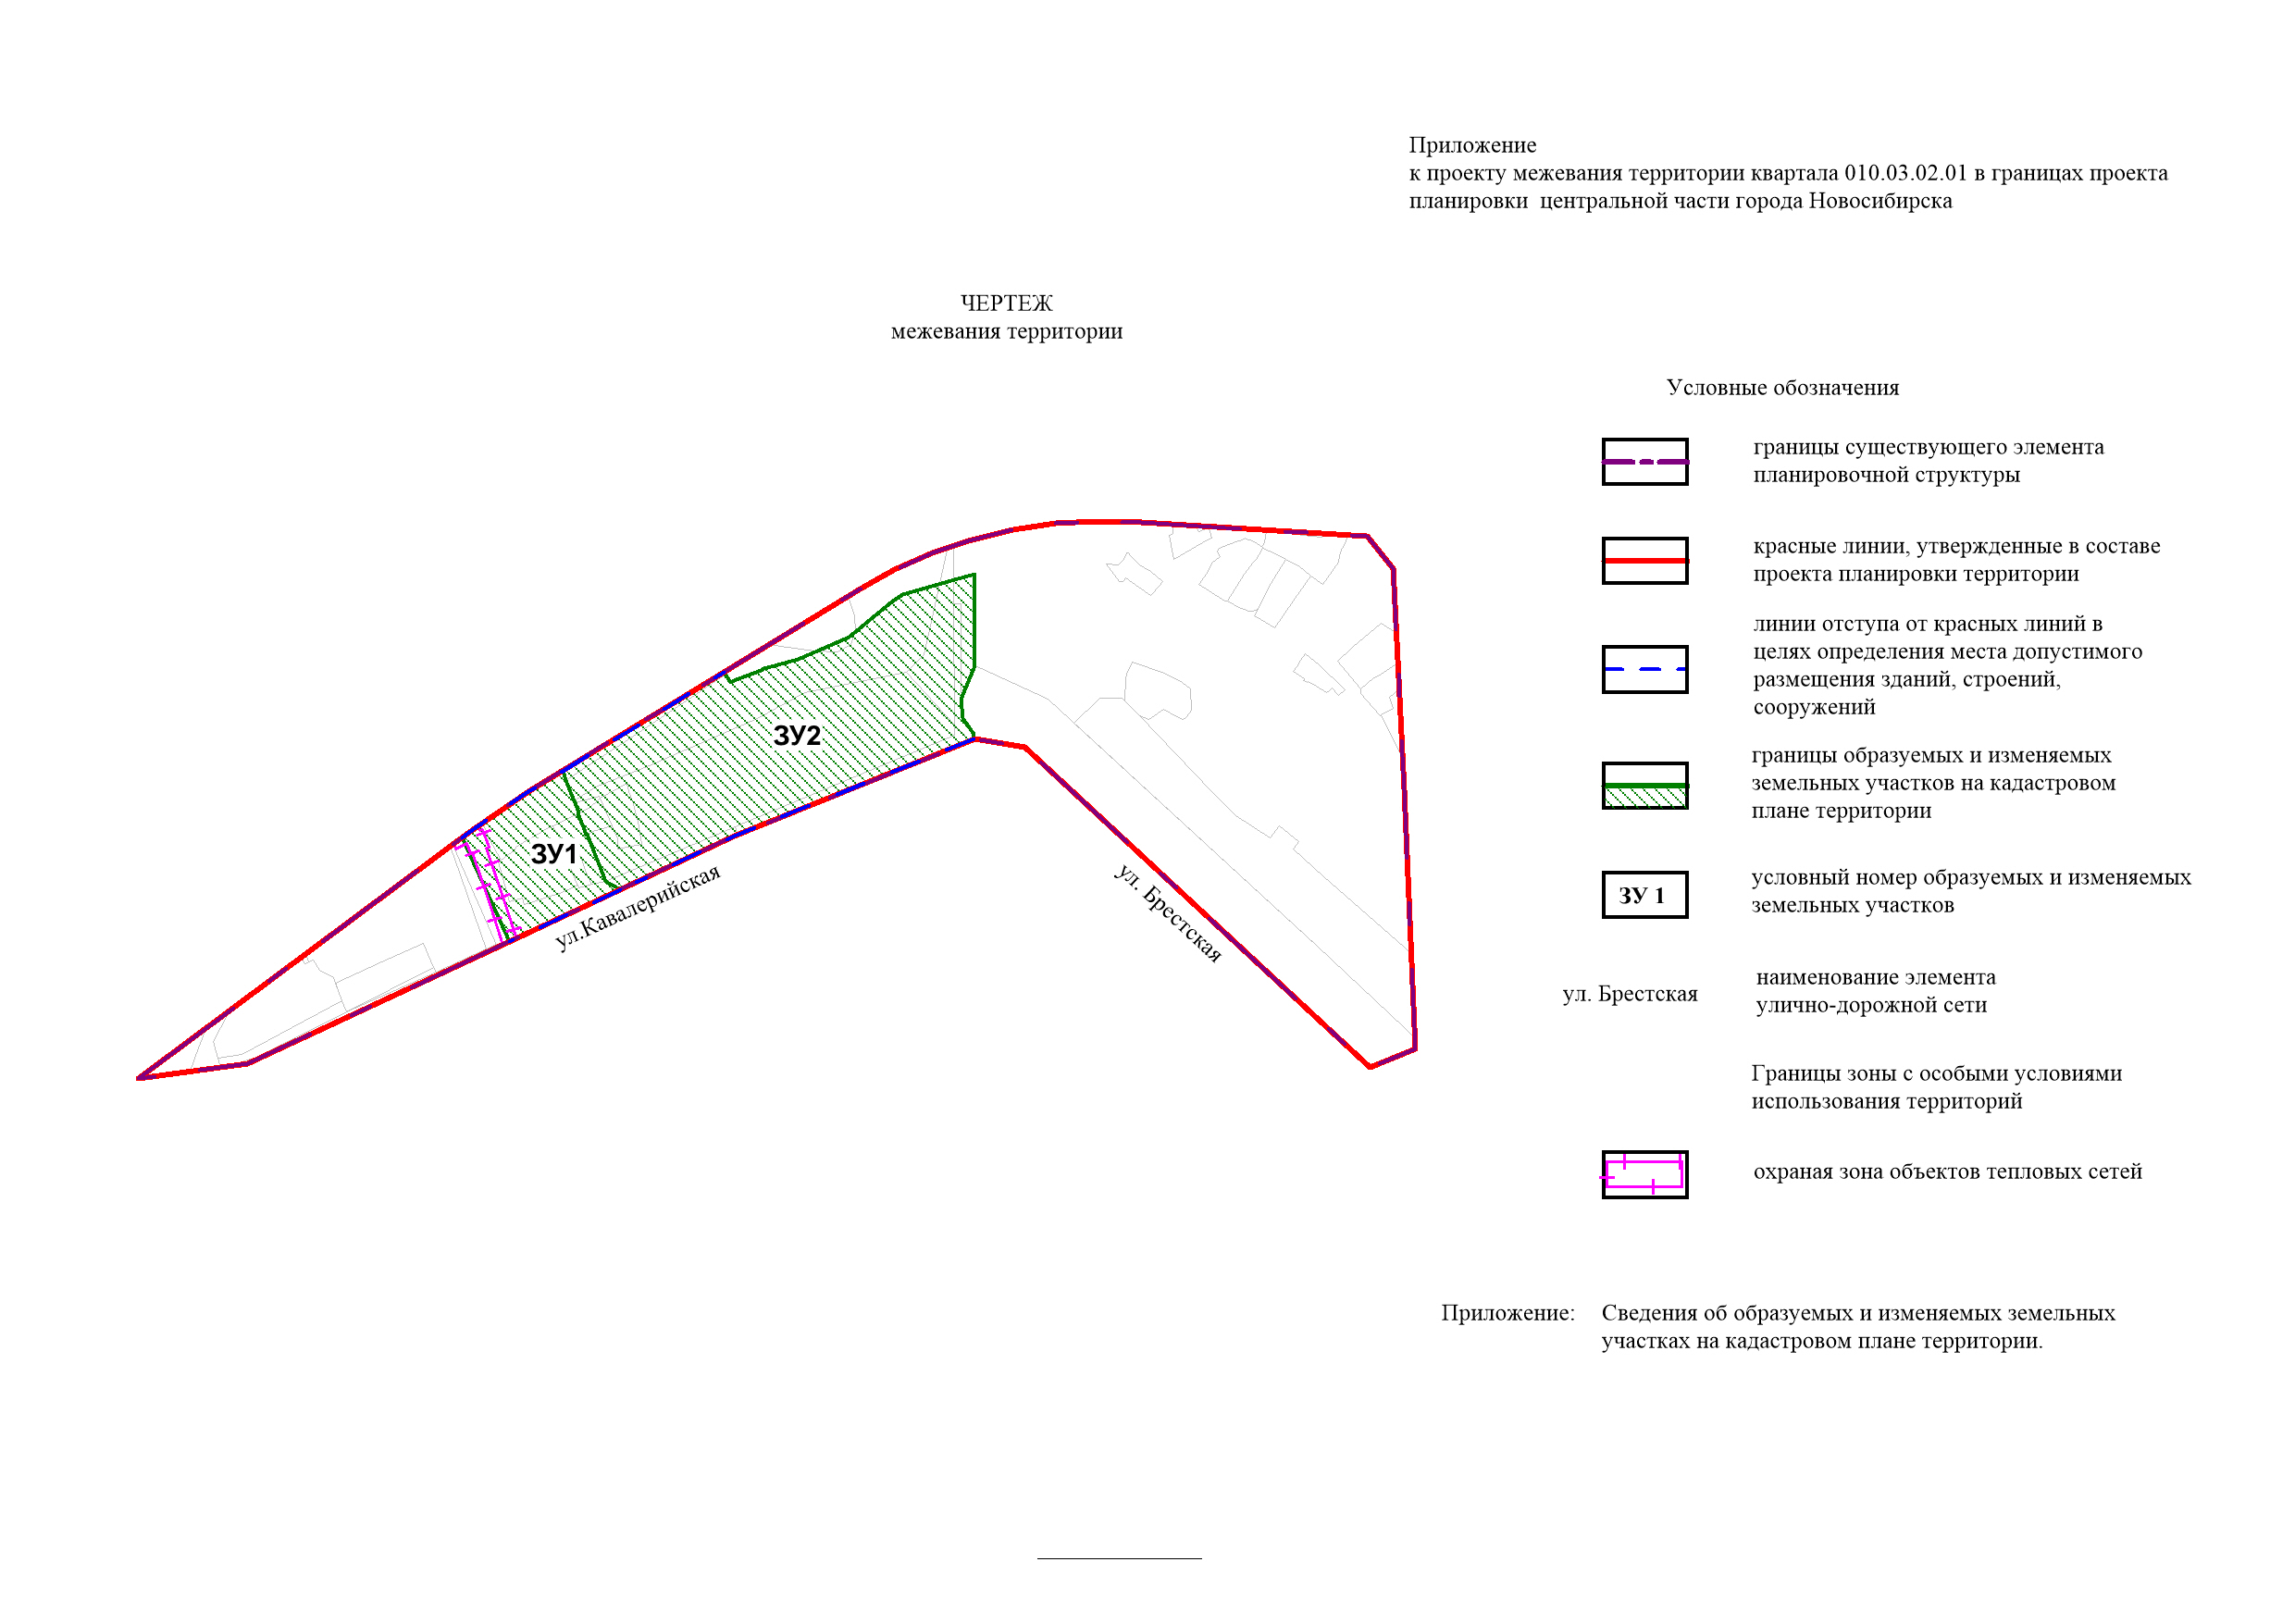 Приложение
к проекту межевания территории квартала 010.03.02.01 в границах проекта
планировки центральной части города Новосибирска
ЧЕРТЕЖ
межевания территории
Условные обозначения
границы существующего элемента
планировочной структуры
красные линии, утвержденные в составе
проекта планировки территории
линии отступа от красных линий в
целях определения места допустимого
размещения зданий, строений,
сооружений
границы образуемых и изменяемых
земельных участков на кадастровом
плане территории
ЗУ 1
условный номер образуемых и изменяемых
земельных участков
ул. Брестская
наименование элемента
улично-дорожной сети
Границы зоны с особыми условиями
использования территорий
охраная зона объектов тепловых сетей
ЗУ2
ЗУ1
ул.Кавалерийская
ул. Брестская
Приложение: Сведения об образуемых и изменяемых земельных
участках на кадастровом плане территории.